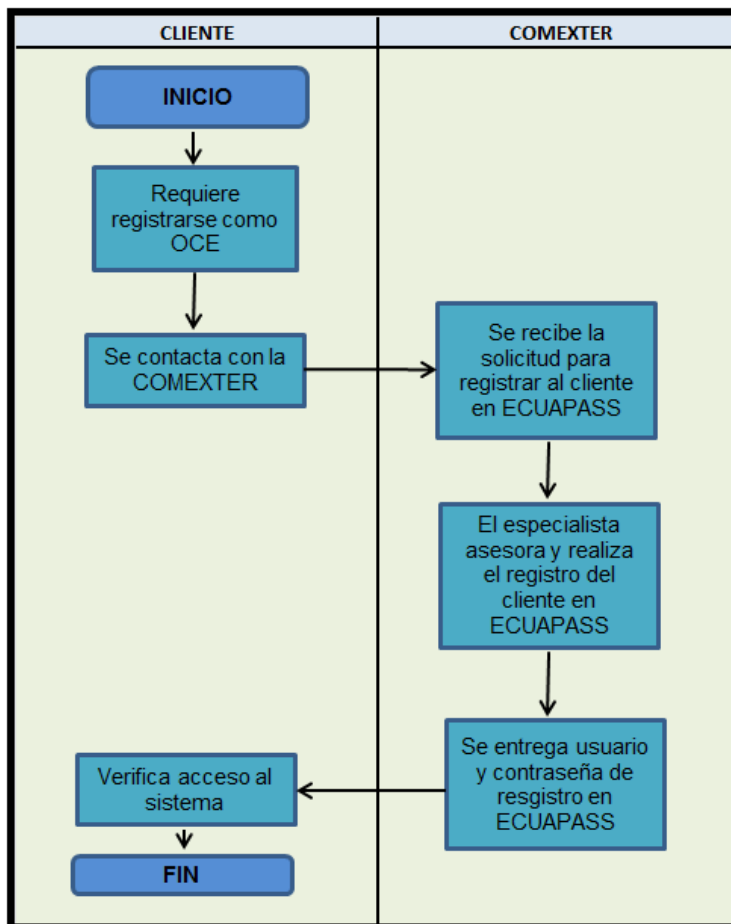 CLIENTE
COMEXTER
INICIO
Requiere
registrarse como
OCE
Se contacta con la
COMEXTER
Se recibe la
solicitud para
registrar al cliente
en ECUAPASS
El especialista
asesora y realiza
el registro del
cliente en
ECUAPASS
Se entrega usuario
y contraseña de
resgistro en
ECUAPASS
Verifica acceso al
sistema
FIN